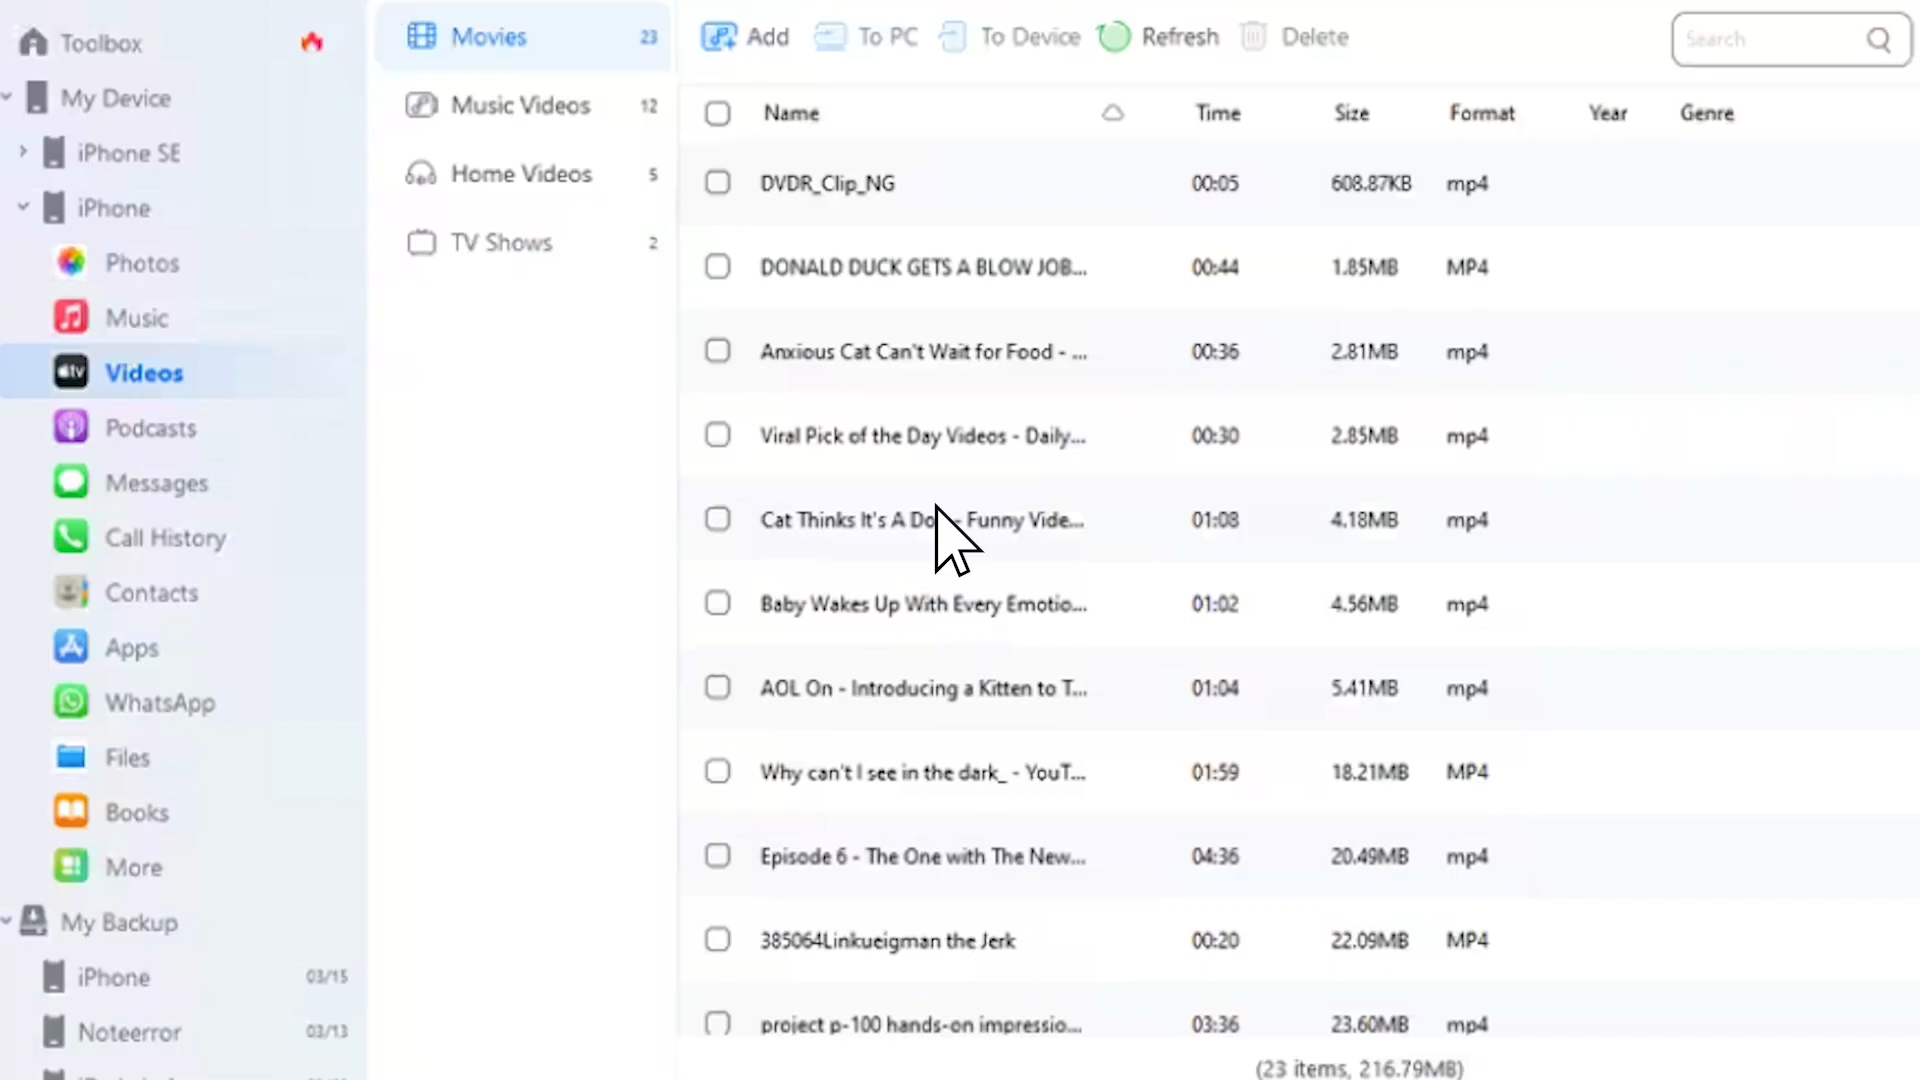 Toolbox
My Device
iPhone SE
iPhone
Photos
Music
tv
Videos
Podcasts
Messages
Call History
Contacts
Apps
WhatsApp
Files
Books
More
My Backup
iPhone 03/15
Noteerror 03/13
Movies 23
Music Videos 12
Home Videos 5
TV Shows 2
Add To PC To Device Refresh Delete
Search
Name Time Size Format Year Genre
DVDR_Clip_NG 00:05 608.87KB mp4
DONALD DUCK GETS A BLOW JOB... 00:44 1.85MB MP4
Anxious Cat Can't Wait for Food - ... 00:36 2.81MB mp4
Viral Pick of the Day Videos - Daily... 00:30 2.85MB mp4
Cat Thinks It's A Do - Funny Vide... 01:08 4.18MB mp4
Baby Wakes Up With Every Emotio... 01:02 4.56MB mp4
AOL On - Introducing a Kitten to T... 01:04 5.41MB mp4
Why can't I see in the dark_ - YouT... 01:59 18.21MB MP4
Episode 6 - The One with The New... 04:36 20.49MB mp4
385064Linkueigman the Jerk 00:20 22.09MB MP4
project p-100 hands-on impressio... 03:36 23.60MB mp4
(23 items, 216.79MB)